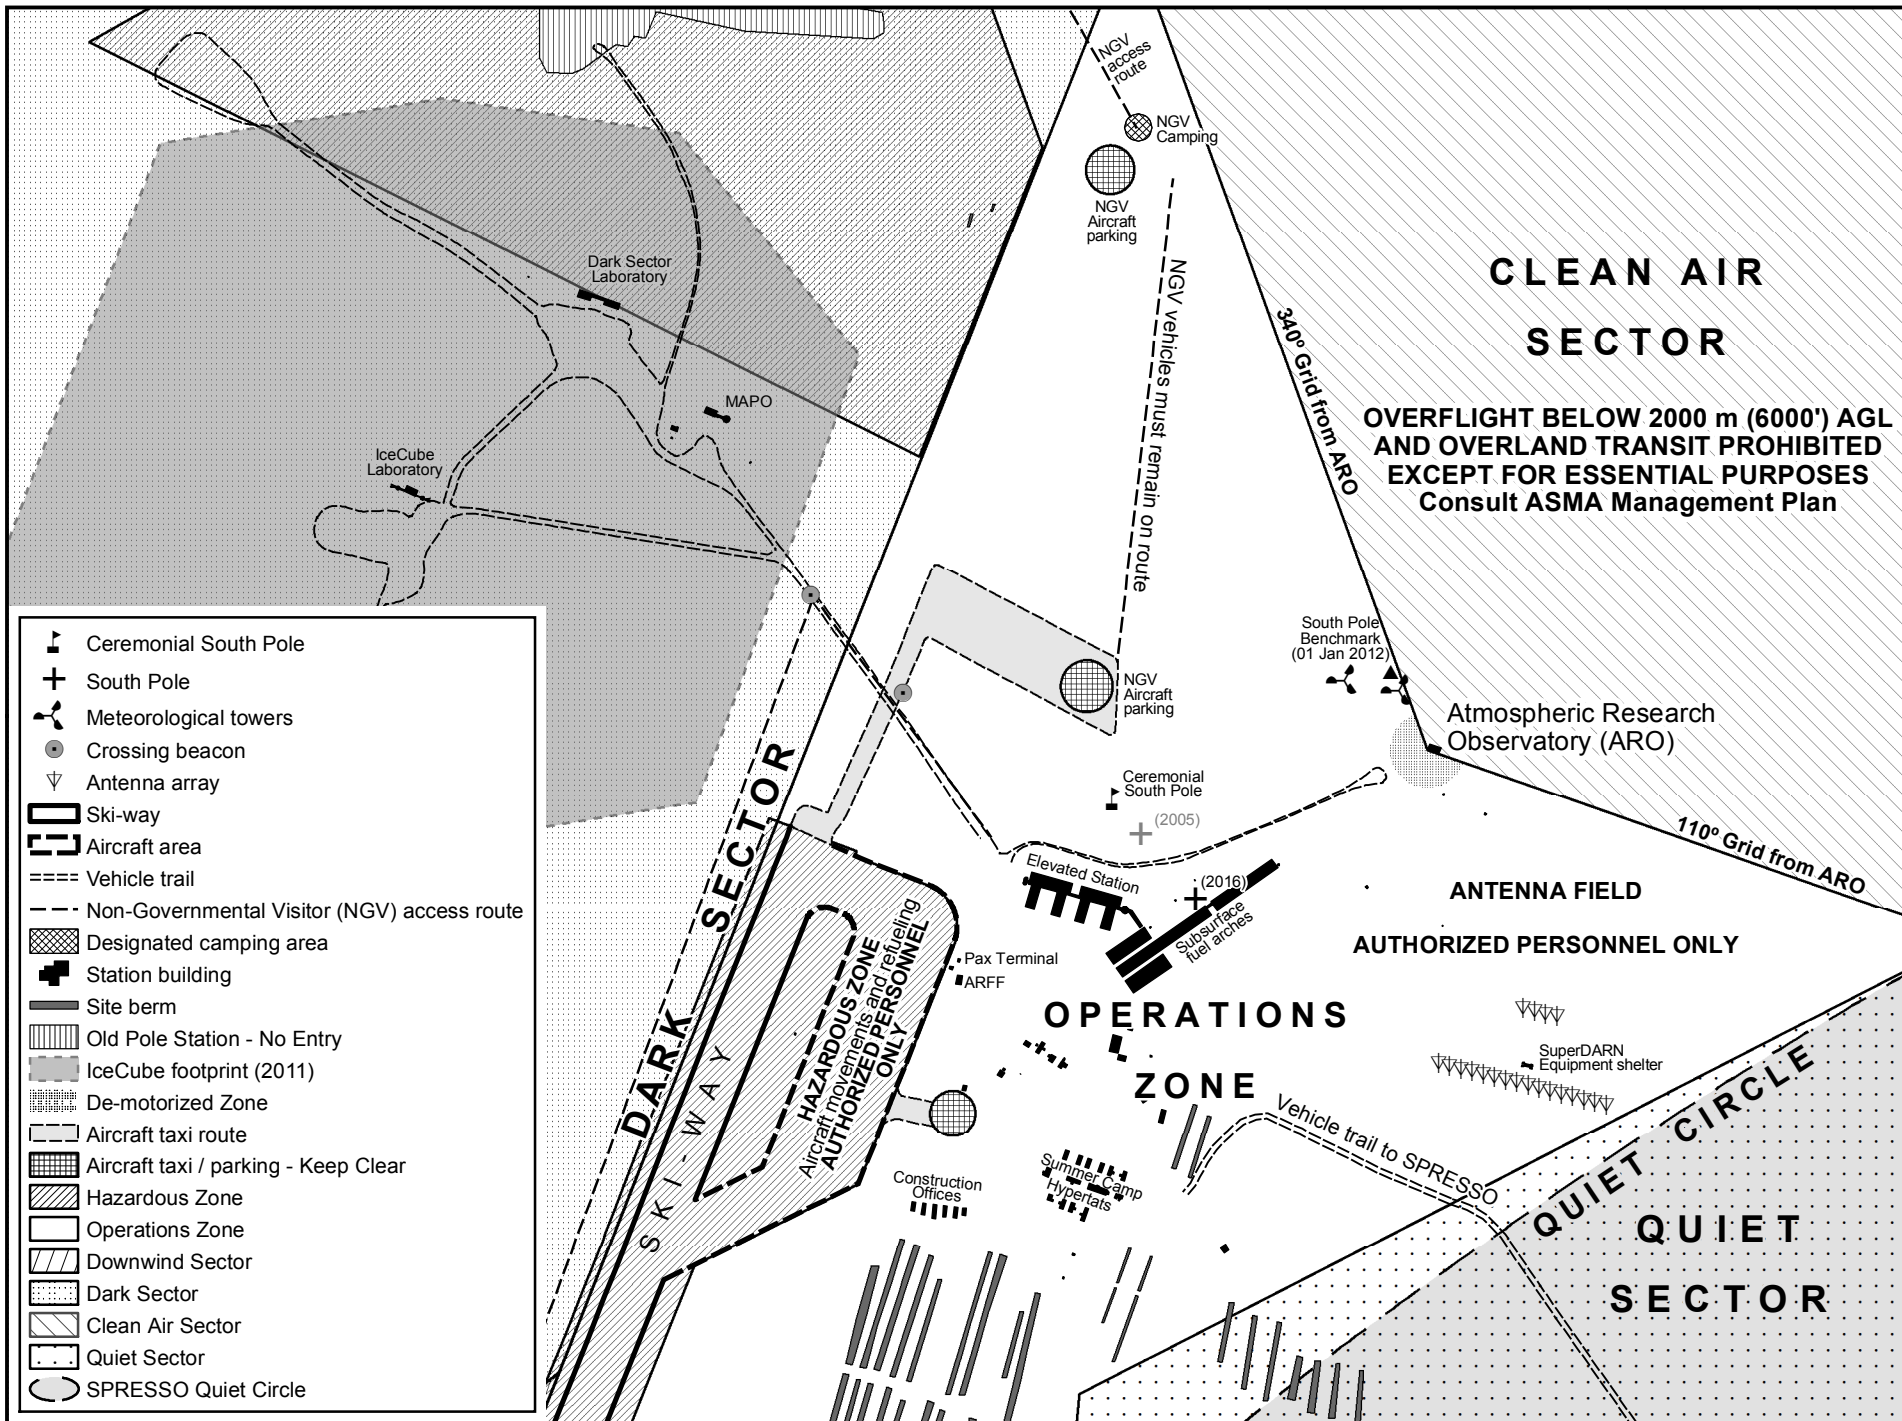 NGV
access
route
NGV
Camping
NGV
Aircraft
parking
NGV vehicles must remain on route
CLEAN AIR
SECTOR
340º Grid from ARO
OVERFLIGHT BELOW 2000 m (6000') AGL
AND OVERLAND TRANSIT PROHIBITED
EXCEPT FOR ESSENTIAL PURPOSES
Consult ASMA Management Plan
Dark Sector
Laboratory
MAPO
IceCube
Laboratory
South Pole
Benchmark
(01 Jan 2012)
NGV
Aircraft
parking
Atmospheric Research
Observatory (ARO)
Ceremonial
South Pole
(2005)
110º Grid from ARO
Elevated Station
(2016)
Subsurface
fuel arches
ANTENNA FIELD
AUTHORIZED PERSONNEL ONLY
DARK SECTOR
SKI-WAY
HAZARDOUS ZONE
Aircraft movements and refueling
AUTHORIZED PERSONNEL
ONLY
Pax Terminal
ARFF
OPERATIONS
ZONE
SuperDARN
Equipment shelter
Vehicle trail to SPRESSO
QUIET CIRCLE
QUIET
SECTOR
Construction
Offices
Summer Camp
Hypertats
Ceremonial South Pole
South Pole
Meteorological towers
Crossing beacon
Antenna array
Ski-way
Aircraft area
Vehicle trail
Non-Governmental Visitor (NGV) access route
Designated camping area
Station building
Site berm
Old Pole Station - No Entry
IceCube footprint (2011)
De-motorized Zone
Aircraft taxi route
Aircraft taxi / parking - Keep Clear
Hazardous Zone
Operations Zone
Downwind Sector
Dark Sector
Clean Air Sector
Quiet Sector
SPRESSO Quiet Circle